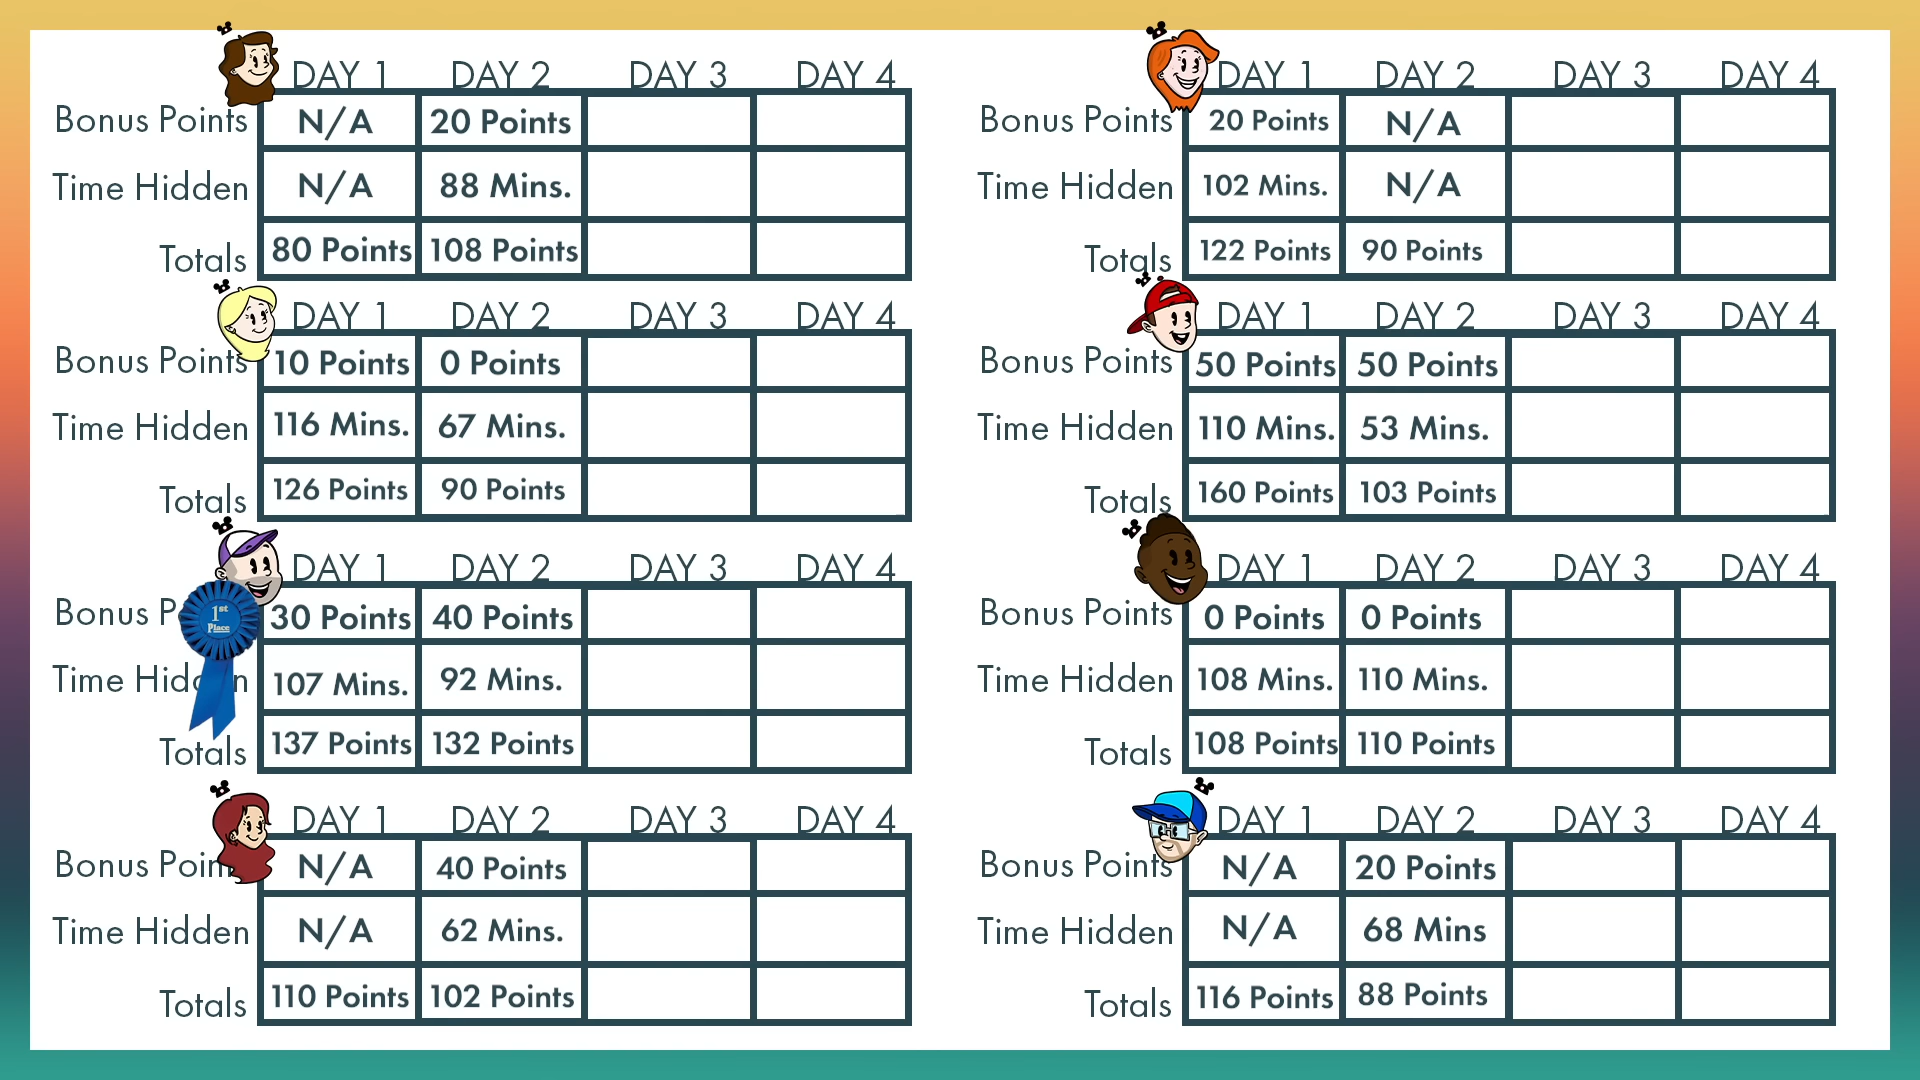 DAY 1 DAY 2 DAY 3 DAY 4
Bonus Points N/A 20 Points
Time Hidden N/A 88 Mins.
Totals 80 Points 108 Points
DAY 1 DAY 2 DAY 3 DAY 4
Bonus Points 20 Points N/A
Time Hidden 102 Mins. N/A
Totals 122 Points 90 Points
DAY 1 DAY 2 DAY 3 DAY 4
Bonus Points 10 Points 0 Points
Time Hidden 116 Mins. 67 Mins.
Totals 126 Points 90 Points
DAY 1 DAY 2 DAY 3 DAY 4
Bonus Points 50 Points 50 Points
Time Hidden 110 Mins. 53 Mins.
Totals 160 Points 103 Points
DAY 1 DAY 2 DAY 3 DAY 4
1st
Place
Bonus P 30 Points 40 Points
Time Hidden 107 Mins. 92 Mins.
Totals 137 Points 132 Points
DAY 1 DAY 2 DAY 3 DAY 4
Bonus Points 0 Points 0 Points
Time Hidden 108 Mins. 110 Mins.
Totals 108 Points 110 Points
DAY 1 DAY 2 DAY 3 DAY 4
Bonus Poin N/A 40 Points
Time Hidden N/A 62 Mins.
Totals 110 Points 102 Points
DAY 1 DAY 2 DAY 3 DAY 4
Bonus Points N/A 20 Points
Time Hidden N/A 68 Mins
Totals 116 Points 88 Points